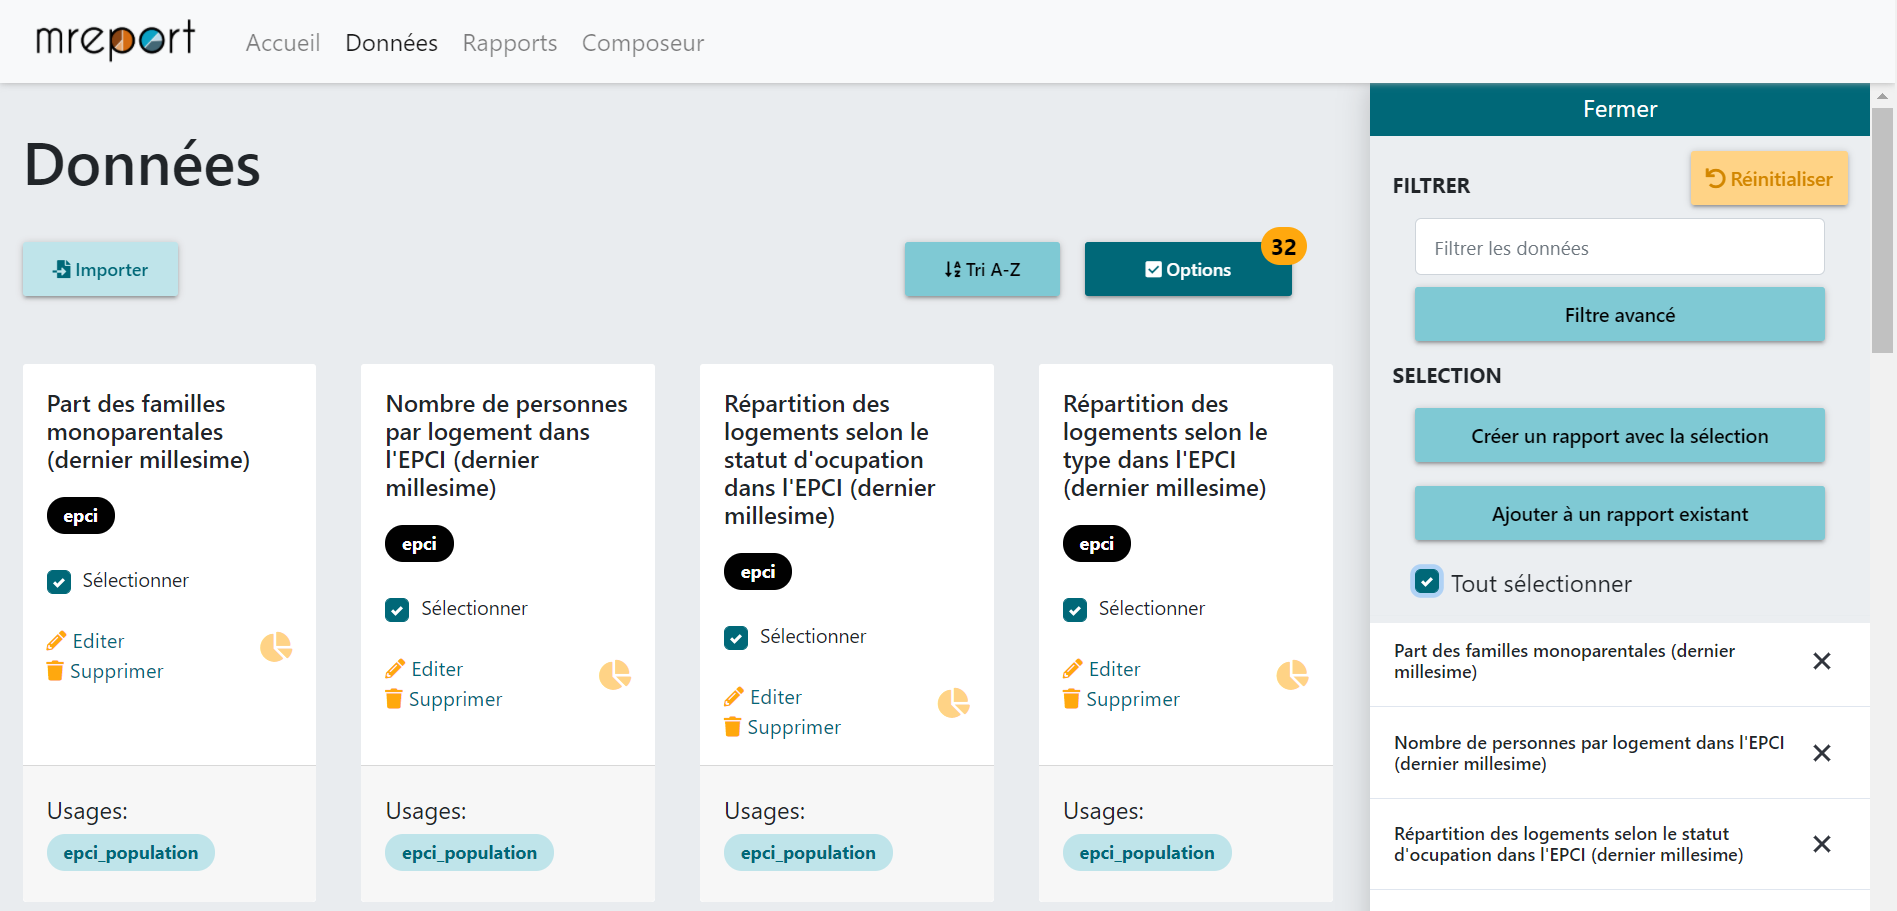 mreport
Accueil
Données
Rapports
Composeur
Données
Importer
Tri A-Z
Options
32
Part des familles
monoparentales
(dernier millesime)
epci
Sélectionner
Editer
Supprimer
Usages:
epci_population
Nombre de personnes
par logement dans
l'EPCI (dernier
millesime)
epci
Sélectionner
Editer
Supprimer
Usages:
epci_population
Répartition des
logements selon le
statut d'ocupation
dans l'EPCI (dernier
millesime)
epci
Sélectionner
Editer
Supprimer
Usages:
epci_population
Répartition des
logements selon le
type dans l'EPCI
(dernier millesime)
epci
Sélectionner
Editer
Supprimer
Usages:
epci_population
Fermer
FILTRER
Réinitialiser
Filtrer les données
Filtre avancé
SELECTION
Créer un rapport avec la sélection
Ajouter à un rapport existant
Tout sélectionner
Part des familles monoparentales (dernier
millesime)
Nombre de personnes par logement dans l'EPCI
(dernier millesime)
Répartition des logements selon le statut
d'ocupation dans l'EPCI (dernier millesime)